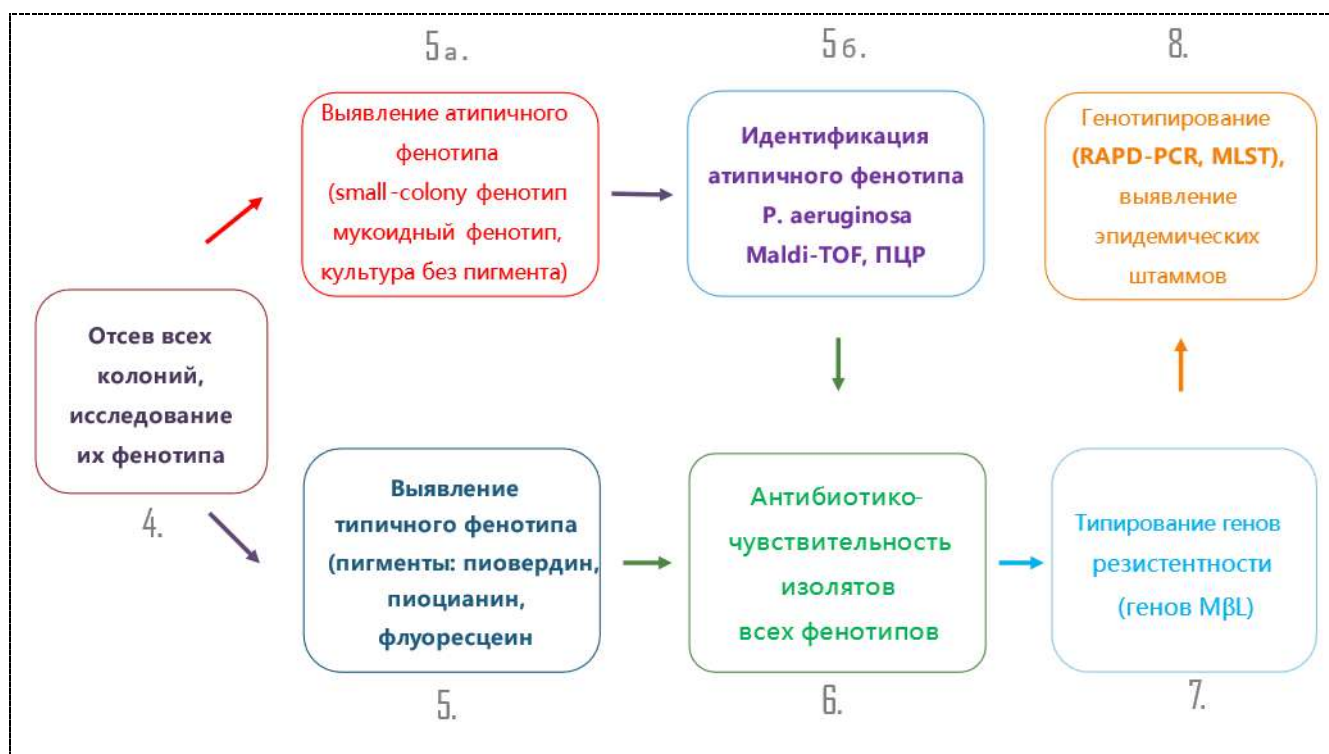 5а.
5б.
8.
Выявление атипичного
фенотипа
(small-colony фенотип
мукоидный фенотип,
культура без пигмента)
Идентификация
атипичного фенотипа
P. aeruginosa
Maldi-TOF, ПЦР
Генотипирование
(RAPD-PCR, MLST),
выявление
эпидемических
штаммов
Отсев всех
колоний,
исследование
их фенотипа
4.
Выявление
типичного фенотипа
(пигменты: пиовердин,
пиоцианин,
флуоресцеин
5.
Антибиотико-
чувствительность
изолятов
всех фенотипов
6.
Типирование генов
резистентности
(генов МβL)
7.